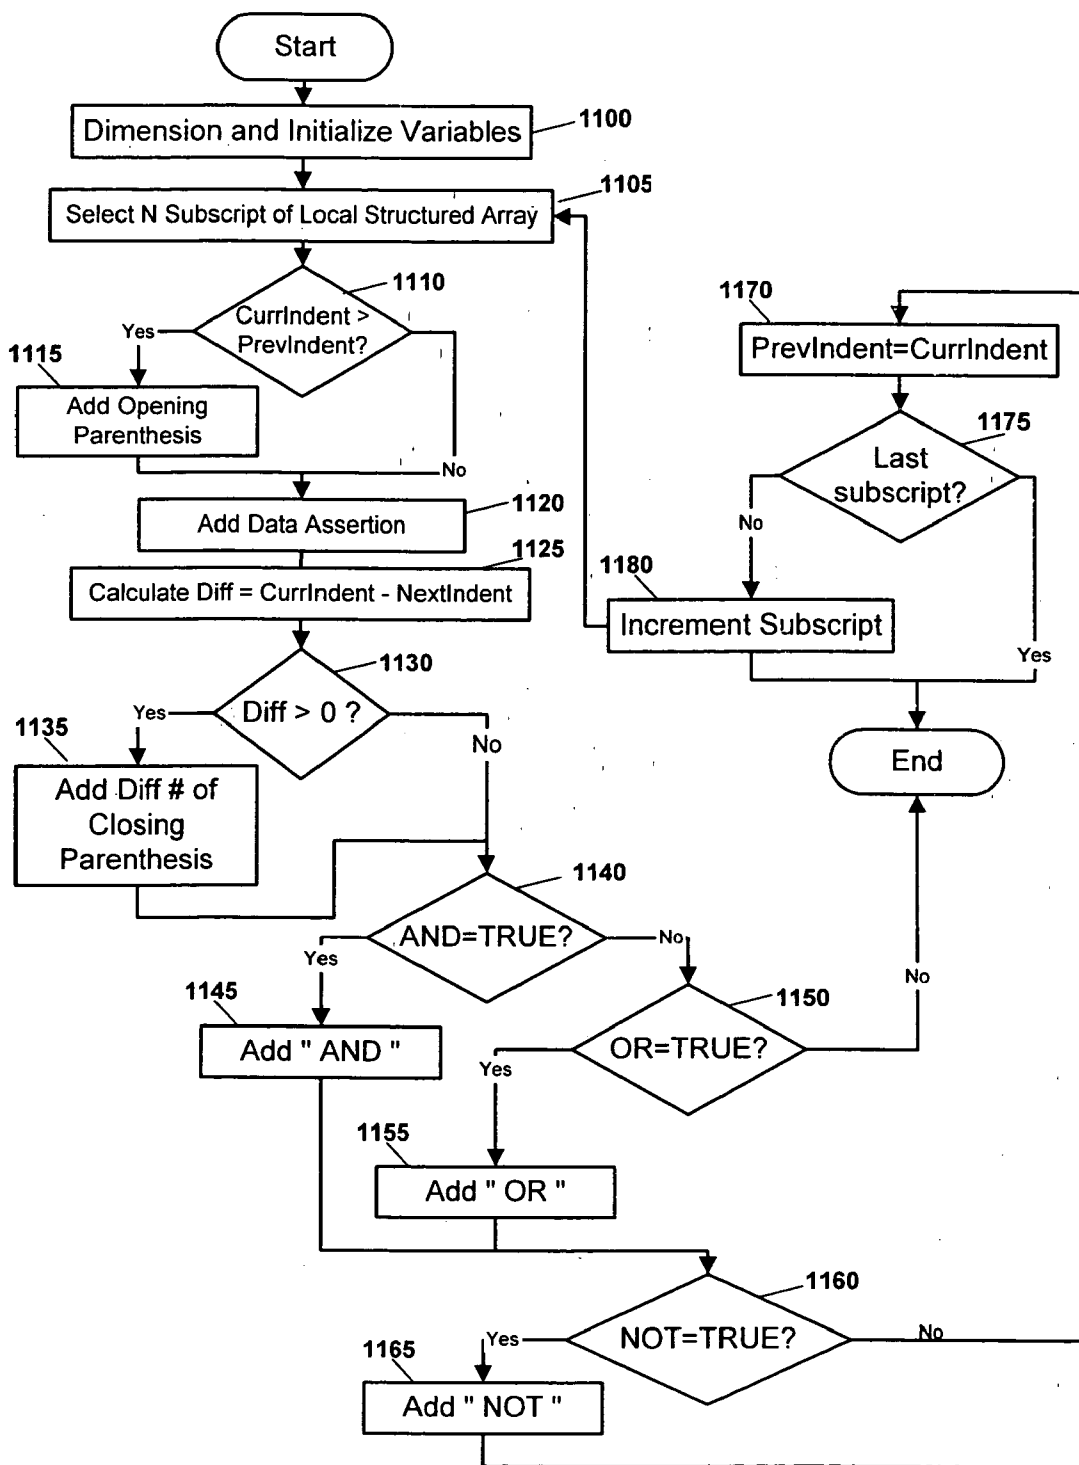 Start
Dimension and Initialize Variables
1100
1105
Select N Subscript of Local Structured Array
1110
CurrIndent >
PrevIndent?
Yes
1115
Add Opening
Parenthesis
No
1120
Add Data Assertion
1125
Calculate Diff = CurrIndent - NextIndent
1130
Diff > 0 ?
Yes
No
1135
Add Diff # of
Closing
Parenthesis
1140
AND=TRUE?
Yes
No
1145
Add " AND "
1150
OR=TRUE?
Yes
No
1155
Add " OR "
1160
NOT=TRUE?
Yes
No
1165
Add " NOT "
1170
PrevIndent=CurrIndent
1175
Last
subscript?
No
Yes
1180
Increment Subscript
End